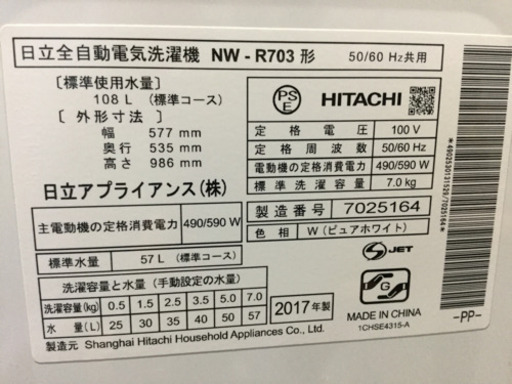 日立全自動電気洗濯機 NW-R703 形 50/60 Hz共用
〔標準使用水量〕
108 L (標準コース)
〔 外 形 寸 法 〕
幅 577 mm
奥行 535 mm
高さ 986 mm
日立アプライアンス(株)
主電動機の定格消費電力 490/590 W
標準水量 57 L (標準コース)
洗濯容量と水量 (手動設定の水量)
洗濯容量(kg) 0.5 1.5 2.5 3.5 5.0 7.0
水 量 (L) 25 30 35 40 50 57
製造元 Shanghai Hitachi Household Appliances Co., Ltd.
PS
E
HITACHI
定格電圧 100 V
定格周波数 50/60 Hz
電動機の定格消費電力 490/590 W
標準洗濯容量 7.0 kg
製造番号 7025164
色 相 W (ピュアホワイト)
S-JET
2017年製
G
MADE IN CHINA
1CHSE4315-A
-PP-